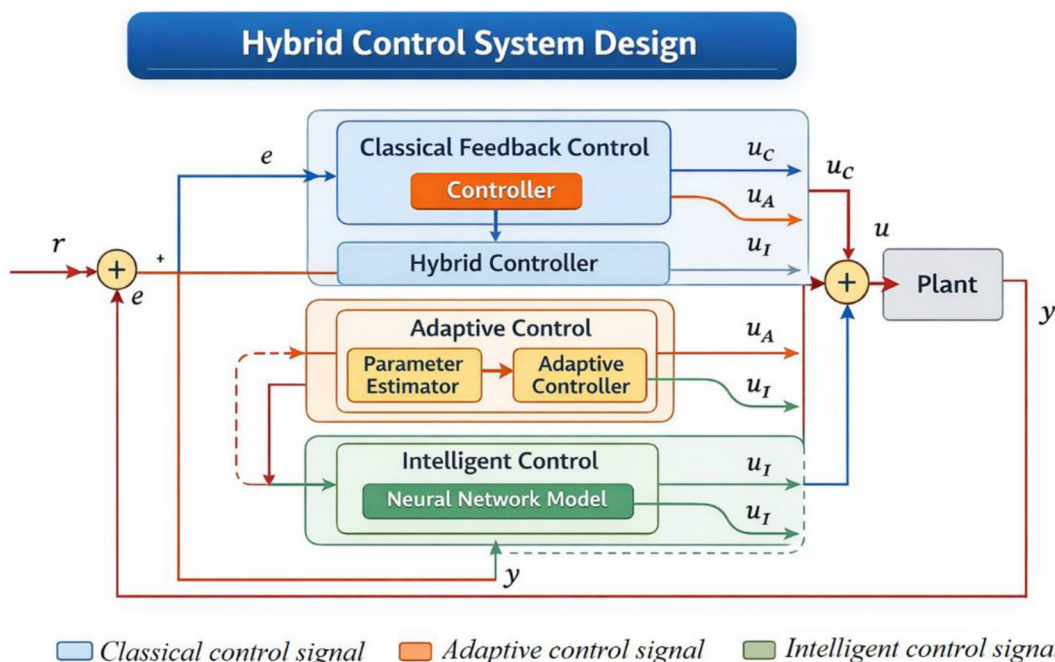 Hybrid Control System Design
e
Classical Feedback Control
Controller
Hybrid Controller
u_C
u_A
u_I
u_C
r
+
+
e
u
+
Plant
y
Adaptive Control
Parameter
Estimator
Adaptive
Controller
u_A
u_I
Intelligent Control
Neural Network Model
u_I
u_I
y
Classical control signal
Adaptive control signal
Intelligent control signal